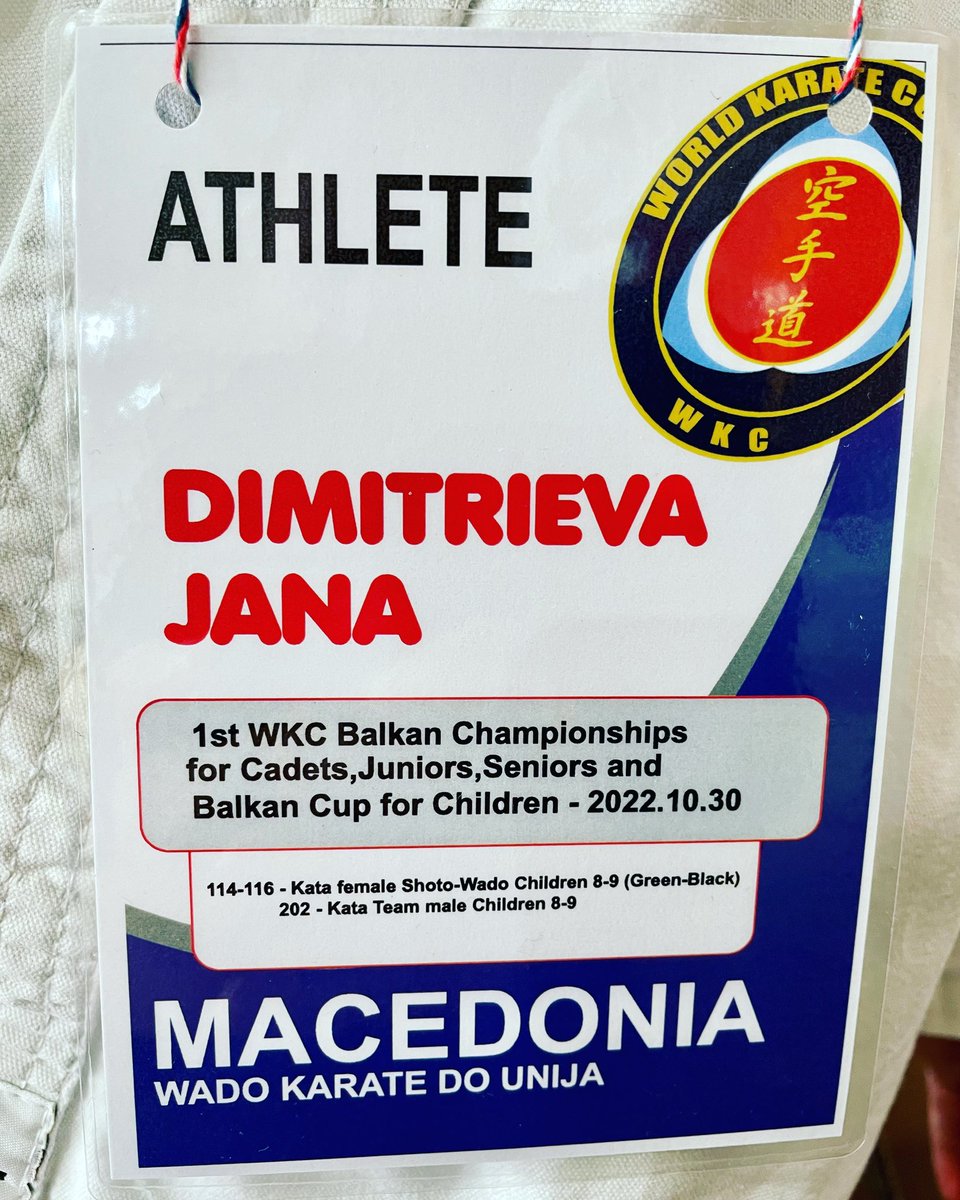 ATHLETE
WORLD KARATE
空
手
道
WKC
DIMITRIEVA
JANA
1st WKC Balkan Championships
for Cadets,Juniors,Seniors and
Balkan Cup for Children - 2022.10.30
114-116 - Kata female Shoto-Wado Children 8-9 (Green-Black)
202 - Kata Team male Children 8-9
MACEDONIA
WADO KARATE DO UNIJA